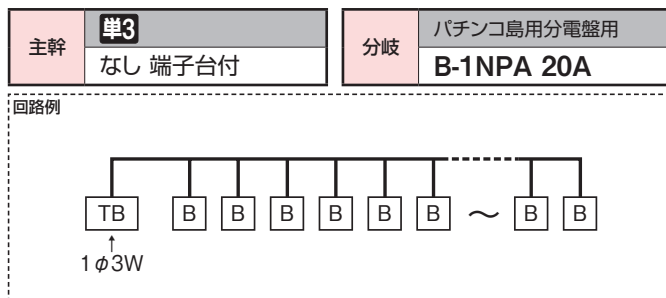 主幹
単3
なし 端子台付
分岐
パチンコ島用分電盤用
B-1NPA 20A
回路例
TB B B B B B B 〜 B B
↑
1φ3W